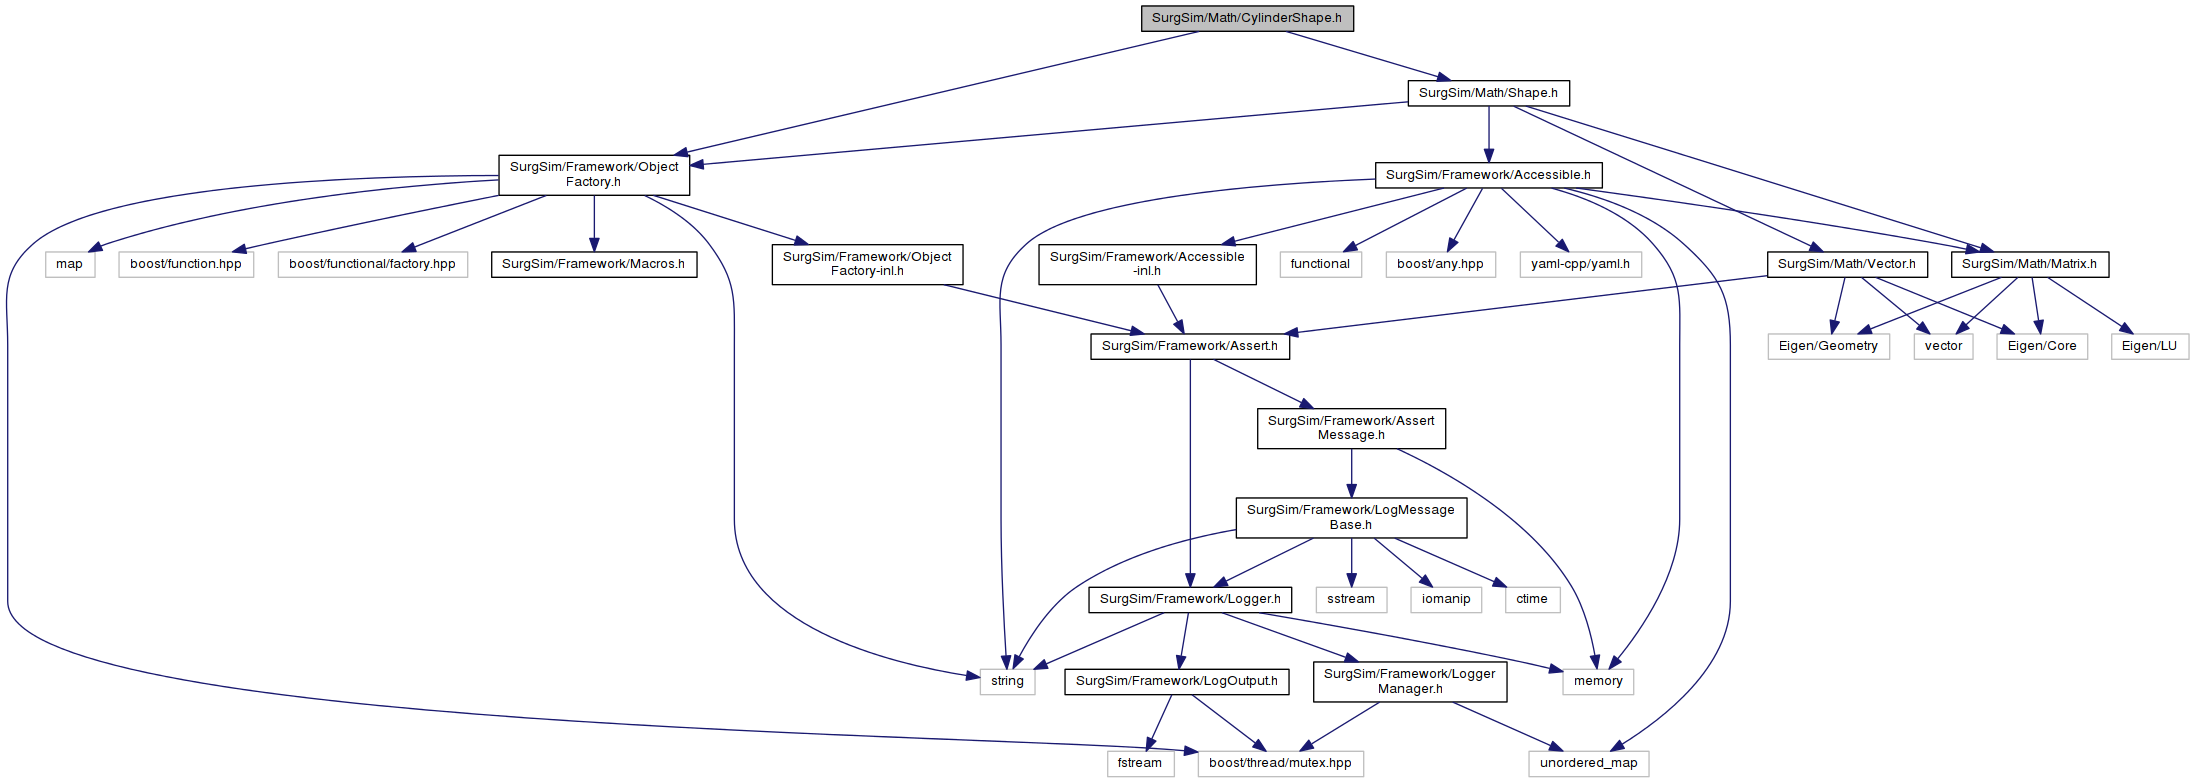 SurgSim/Math/CylinderShape.h
SurgSim/Math/Shape.h
SurgSim/Framework/Object
Factory.h
SurgSim/Framework/Accessible.h
map
boost/function.hpp
boost/functional/factory.hpp
SurgSim/Framework/Macros.h
SurgSim/Framework/Object
Factory-inl.h
SurgSim/Framework/Accessible
-inl.h
functional
boost/any.hpp
yaml-cpp/yaml.h
SurgSim/Math/Vector.h
SurgSim/Math/Matrix.h
SurgSim/Framework/Assert.h
Eigen/Geometry
vector
Eigen/Core
Eigen/LU
SurgSim/Framework/Assert
Message.h
SurgSim/Framework/LogMessage
Base.h
SurgSim/Framework/Logger.h
sstream
iomanip
ctime
string
SurgSim/Framework/LogOutput.h
SurgSim/Framework/Logger
Manager.h
memory
fstream
boost/thread/mutex.hpp
unordered_map